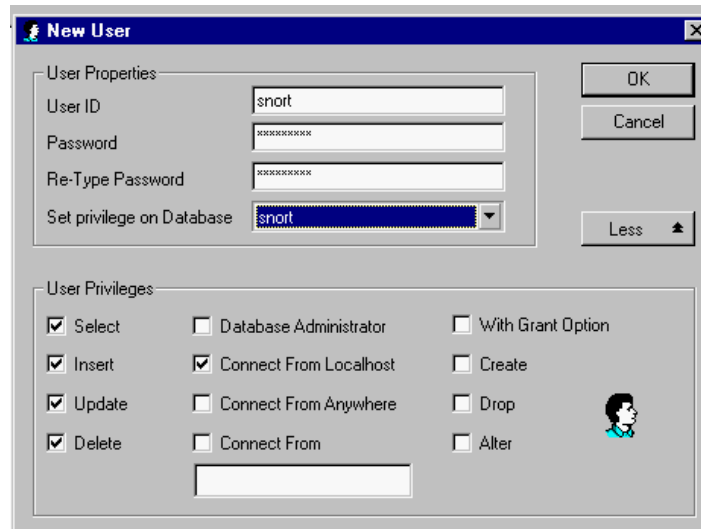 New User
User Properties
User ID snort
Password *********
Re-Type Password *********
Set privilege on Database snort
OK
Cancel
Less
User Privileges
Select Database Administrator With Grant Option
Insert Connect From Localhost Create
Update Connect From Anywhere Drop
Delete Connect From Alter